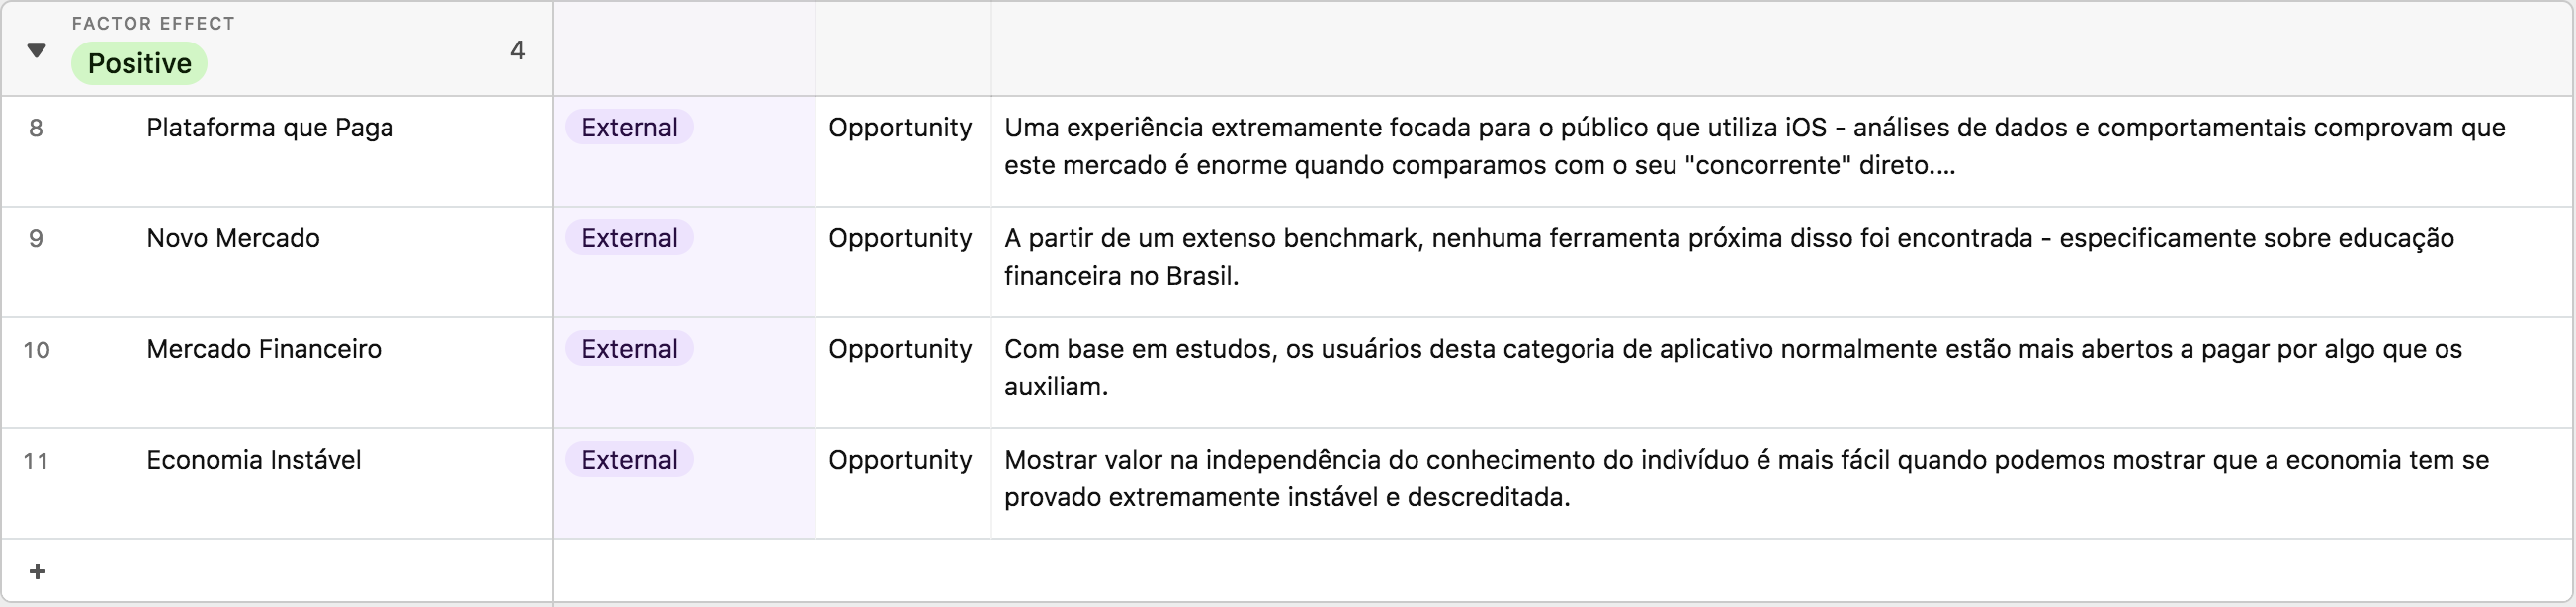 FACTOR EFFECT
Positive
4
8
Plataforma que Paga
External
Opportunity
Uma experiência extremamente focada para o público que utiliza iOS - análises de dados e comportamentais comprovam que
este mercado é enorme quando comparamos com o seu "concorrente" direto.…
9
Novo Mercado
External
Opportunity
A partir de um extenso benchmark, nenhuma ferramenta próxima disso foi encontrada - especificamente sobre educação
financeira no Brasil.
10
Mercado Financeiro
External
Opportunity
Com base em estudos, os usuários desta categoria de aplicativo normalmente estão mais abertos a pagar por algo que os
auxiliam.
11
Economia Instável
External
Opportunity
Mostrar valor na independência do conhecimento do indivíduo é mais fácil quando podemos mostrar que a economia tem se
provado extremamente instável e descreditada.
+